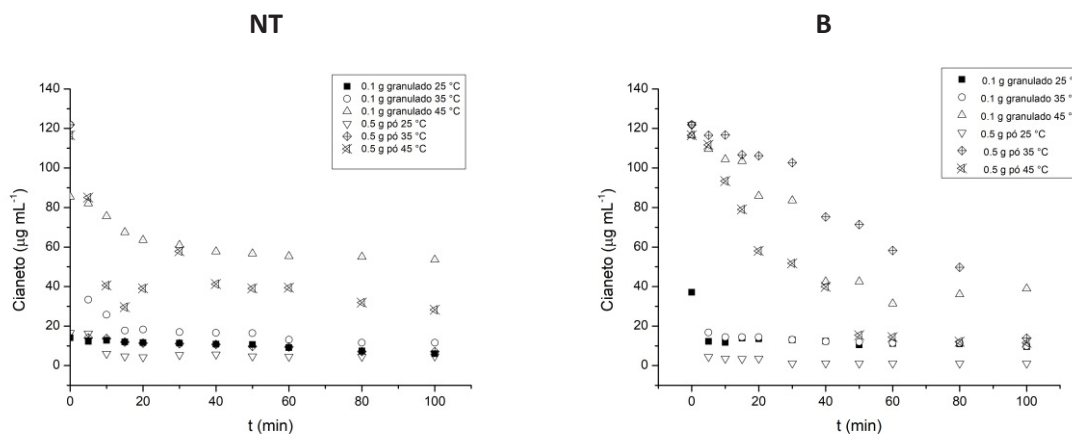 NT
B
0.1 g granulado 25 °C
0.1 g granulado 35 °C
0.1 g granulado 45 °C
0.5 g pó 25 °C
0.5 g pó 35 °C
0.5 g pó 45 °C
140
120
100
80
60
40
20
0
Cianeto (µg mL⁻¹)
0 20 40 60 80 100
t (min)
0.1 g granulado 25 °
0.1 g granulado 35 °
0.1 g granulado 45 °
0.5 g pó 25 °C
0.5 g pó 35 °C
0.5 g pó 45 °C
140
120
100
80
60
40
20
0
Cianeto (µg mL⁻¹)
0 20 40 60 80 100
t (min)